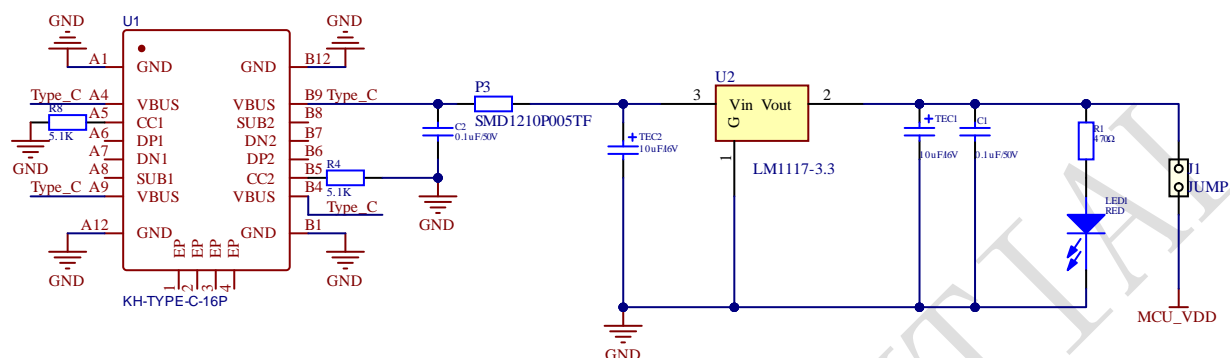 U1
GND
GND
A1
GND
GND
B12
Type_C
A4
VBUS
VBUS
B9
Type_C
R8
5.1K
A5
CC1
SUB2
B8
GND
A6
DP1
DN2
B7
A7
DN1
DP2
B6
A8
SUB1
CC2
B5
R4
5.1K
Type_C
A9
VBUS
VBUS
B4
Type_C
A12
GND
GND
B1
GND
GND
EP
EP
EP
EP
1
2
3
4
KH-TYPE-C-16P
C2
0.1uF/50V
GND
P3
SMD1210P005TF
TEC2
10uF/16V
U2
3
Vin Vout
2
G
1
LM1117-3.3
TEC1
10uF/16V
C1
0.1uF/50V
R1
470Ω
LED1
RED
J1
JUMP
GND
MCU_VDD
TIAI